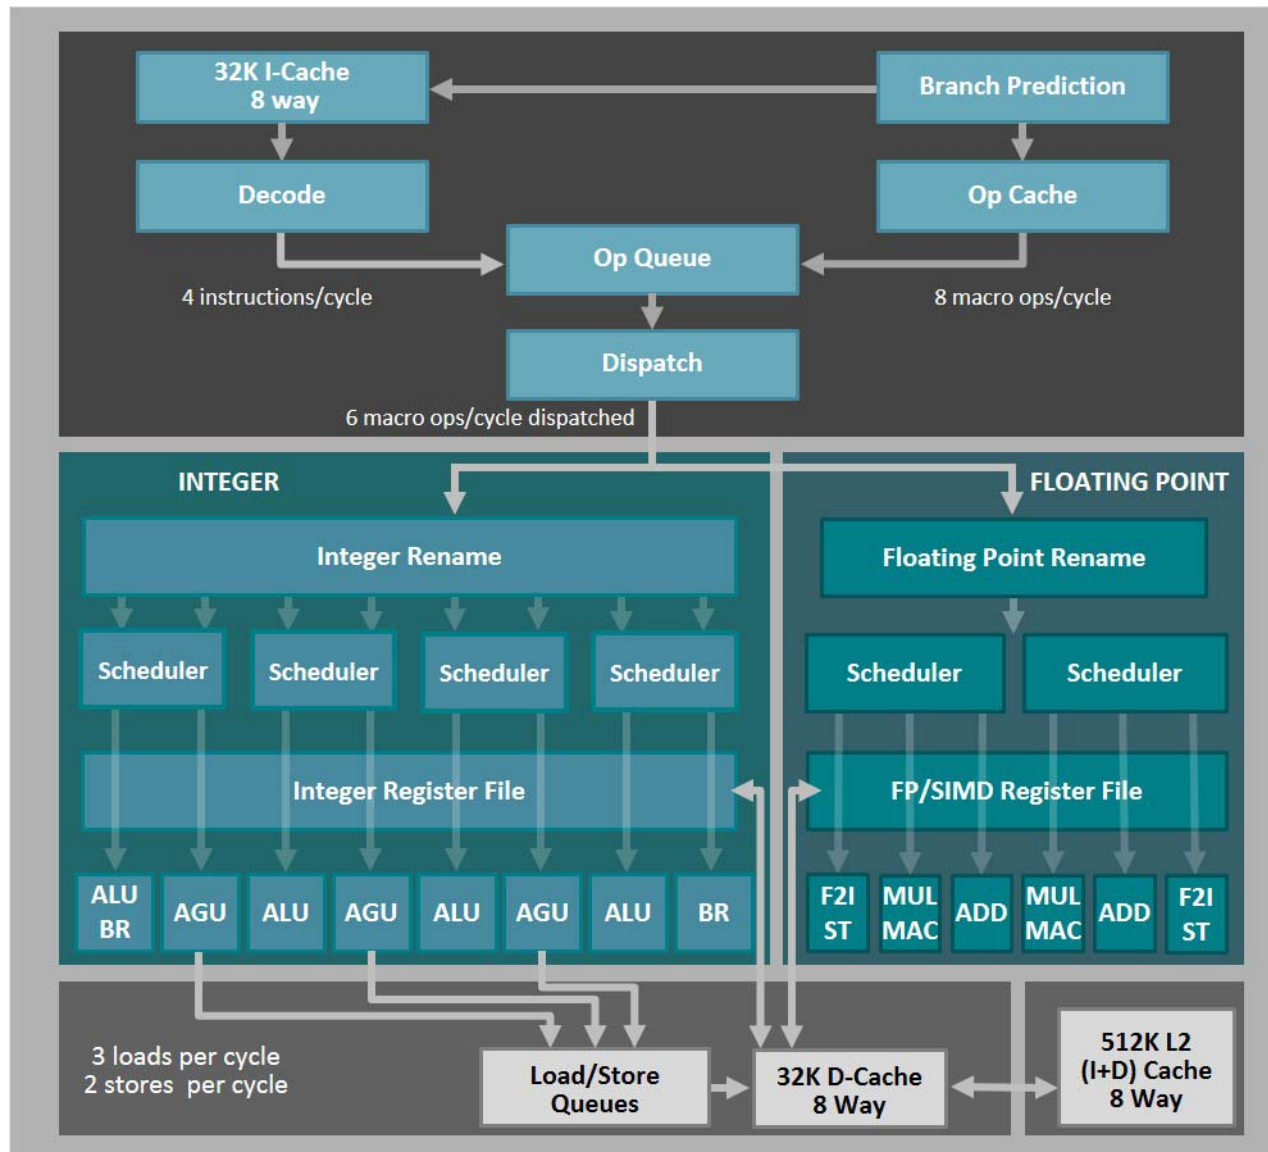 32K I-Cache
8 way
Branch Prediction
Decode
Op Cache
Op Queue
4 instructions/cycle
8 macro ops/cycle
Dispatch
6 macro ops/cycle dispatched
INTEGER
FLOATING POINT
Integer Rename
Floating Point Rename
Scheduler
Scheduler
Scheduler
Scheduler
Scheduler
Scheduler
Integer Register File
FP/SIMD Register File
ALU
BR
AGU
ALU
AGU
ALU
AGU
ALU
BR
F2I
ST
MUL
MAC
ADD
MUL
MAC
ADD
F2I
ST
3 loads per cycle
2 stores per cycle
Load/Store
Queues
32K D-Cache
8 Way
512K L2
(I+D) Cache
8 Way